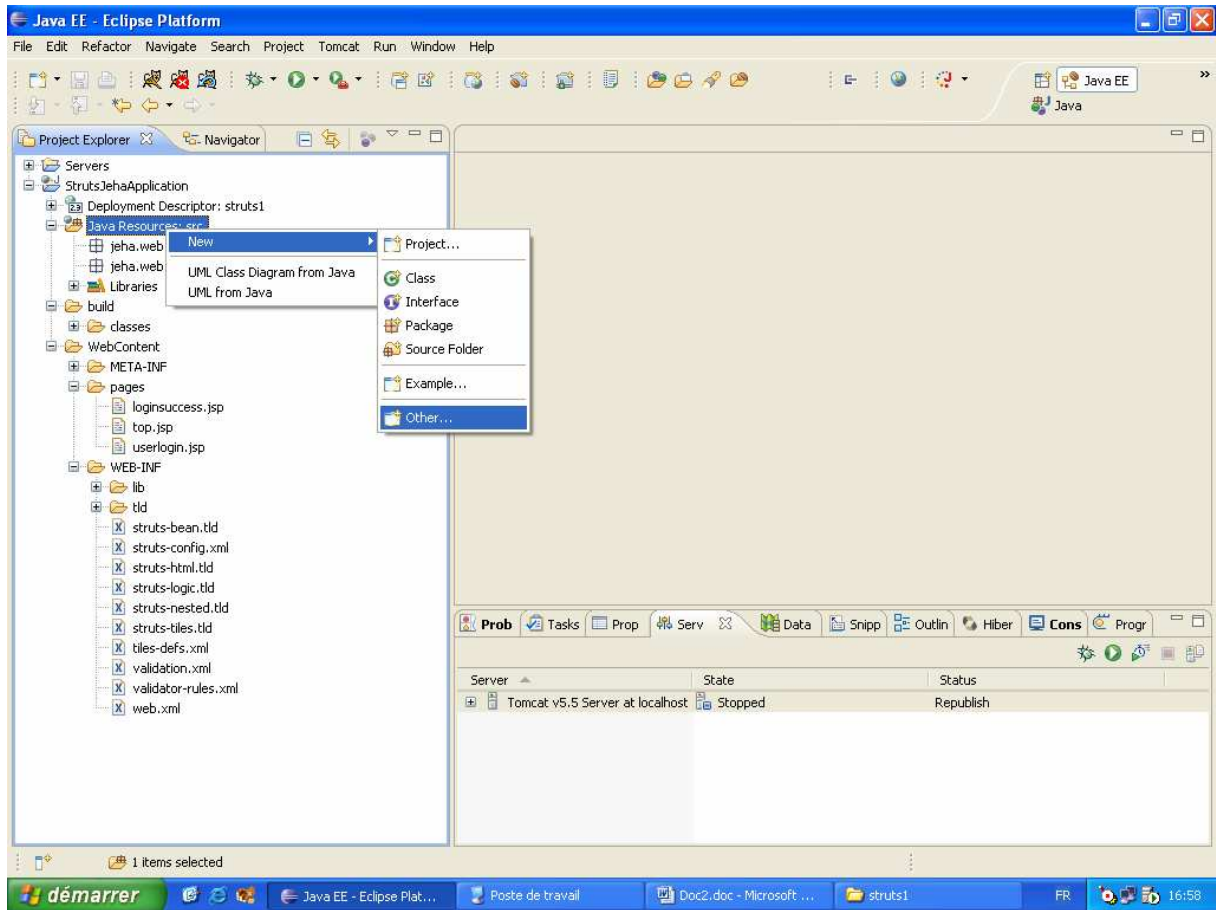 Java EE - Eclipse Platform
File Edit Refactor Navigate Search Project Tomcat Run Window Help
Java EE
»
Java
Project Explorer
Navigator
Servers
StrutsJehaApplication
Deployment Descriptor: struts1
Java Resources: src
jeha.web
jeha.web
Libraries
build
classes
WebContent
META-INF
pages
loginsuccess.jsp
top.jsp
userlogin.jsp
WEB-INF
lib
tld
struts-bean.tld
struts-config.xml
struts-html.tld
struts-logic.tld
struts-nested.tld
struts-tiles.tld
tiles-defs.xml
validation.xml
validator-rules.xml
web.xml
New
UML Class Diagram from Java
UML from Java
Project...
Class
Interface
Package
Source Folder
Example...
Other...
Prob Tasks Prop Serv Data Snipp Outlin Hiber Cons Progr
Server State Status
Tomcat v5.5 Server at localhost Stopped Republish
1 items selected
démarrer Java EE - Eclipse Plat... Poste de travail Doc2.doc - Microsoft ... struts1 FR 16:58